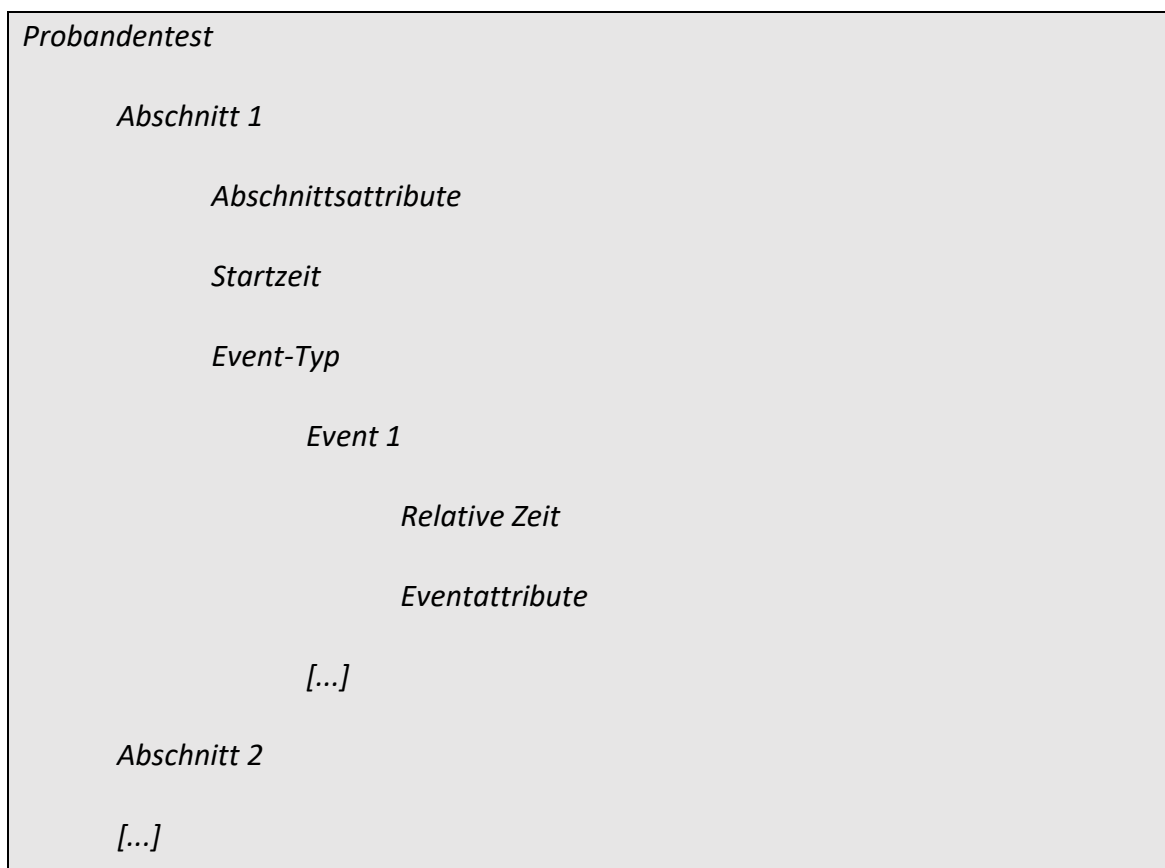 Probandentest
Abschnitt 1
Abschnittsattribute
Startzeit
Event-Typ
Event 1
Relative Zeit
Eventattribute
[...]
Abschnitt 2
[...]